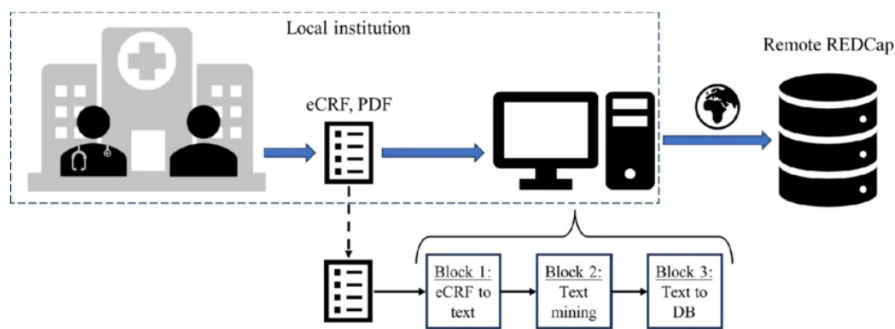 Local institution
Remote REDCap
eCRF, PDF
Block 1:
eCRF to
text
Block 2:
Text
mining
Block 3:
Text to
DB